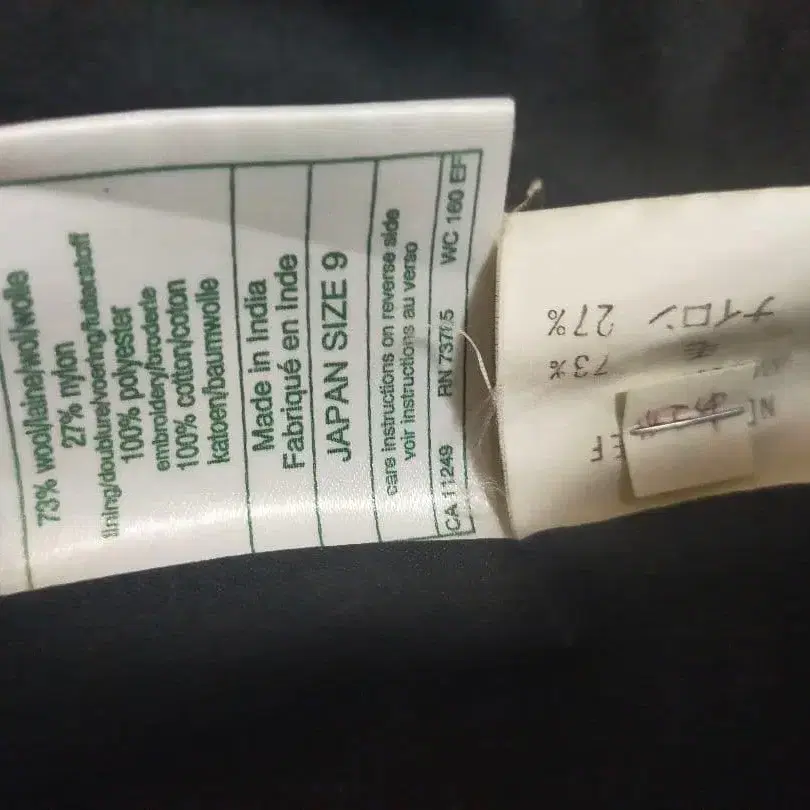 73% wool/laine/wol/wolle
27% nylon
lining/doublure/voering/futterstoff
100% polyester
embroidery/broderie
100% cotton/coton
katoen/baumwolle
Made in India
Fabriqué en Inde
JAPAN SIZE 9
care instructions on reverse side
voir instructions au verso
CA 11249 RN 73715 WC 160 EF
73%
ナイロン 27%